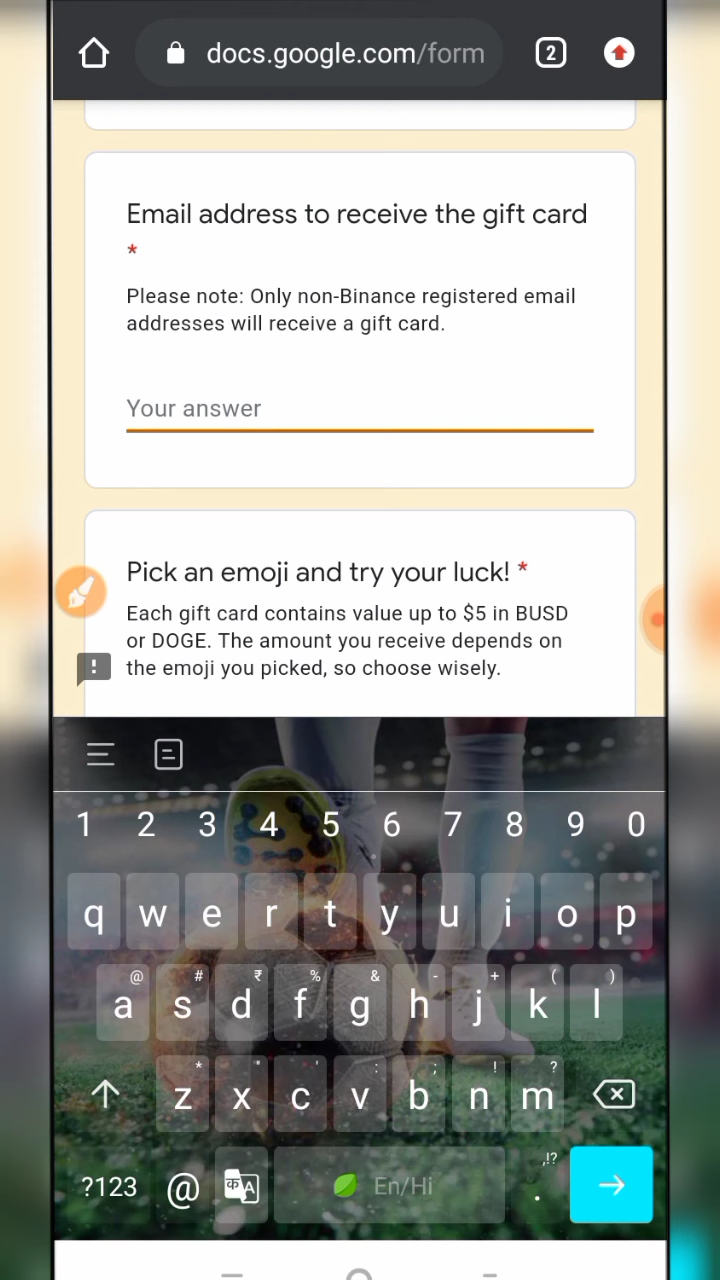 docs.google.com/form
2
Email address to receive the gift card
*
Please note: Only non-Binance registered email
addresses will receive a gift card.
Your answer
Pick an emoji and try your luck! *
Each gift card contains value up to $5 in BUSD
or DOGE. The amount you receive depends on
the emoji you picked, so choose wisely.
1 2 3 4 5 6 7 8 9 0
q w e r t y u i o p
@ # ₹ % & - + ( )
a s d f g h j k l
* " ' : ; ! ?
z x c v b n m
,!?
?123 @ क A En/Hi .